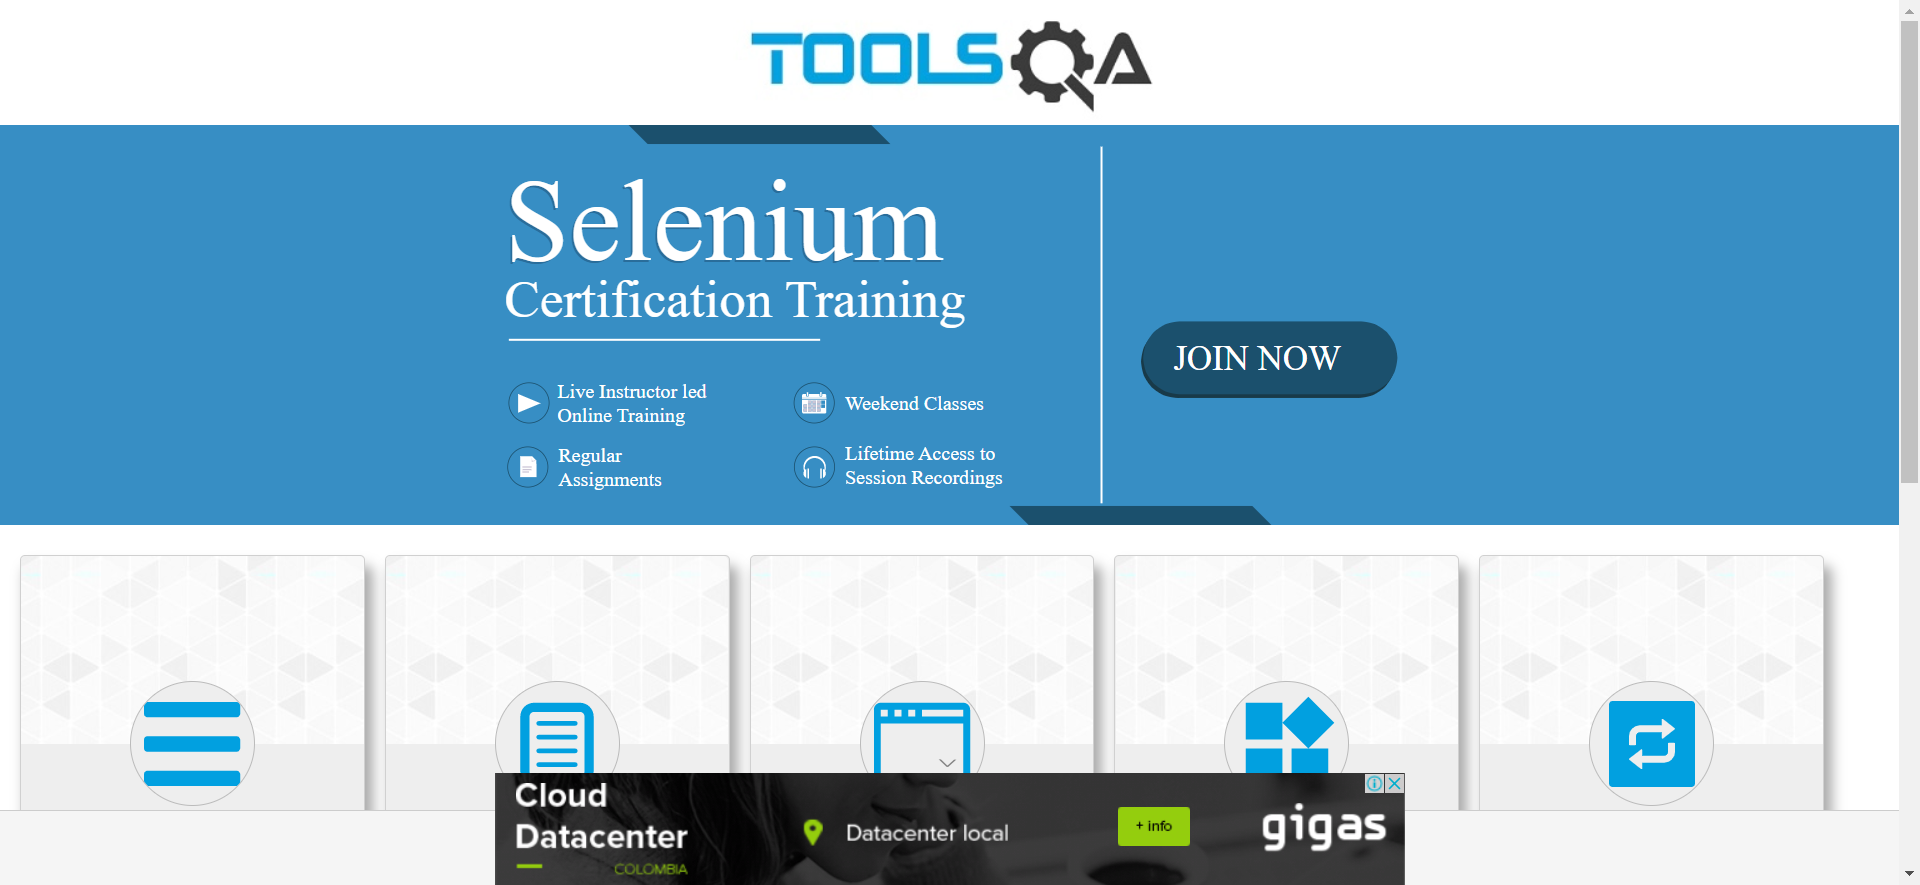 TOOLSQA
Selenium
Certification Training
JOIN NOW
Live Instructor led
Online Training
Weekend Classes
Regular
Assignments
Lifetime Access to
Session Recordings
Cloud
Datacenter
COLOMBIA
Datacenter local
+ info
gigas